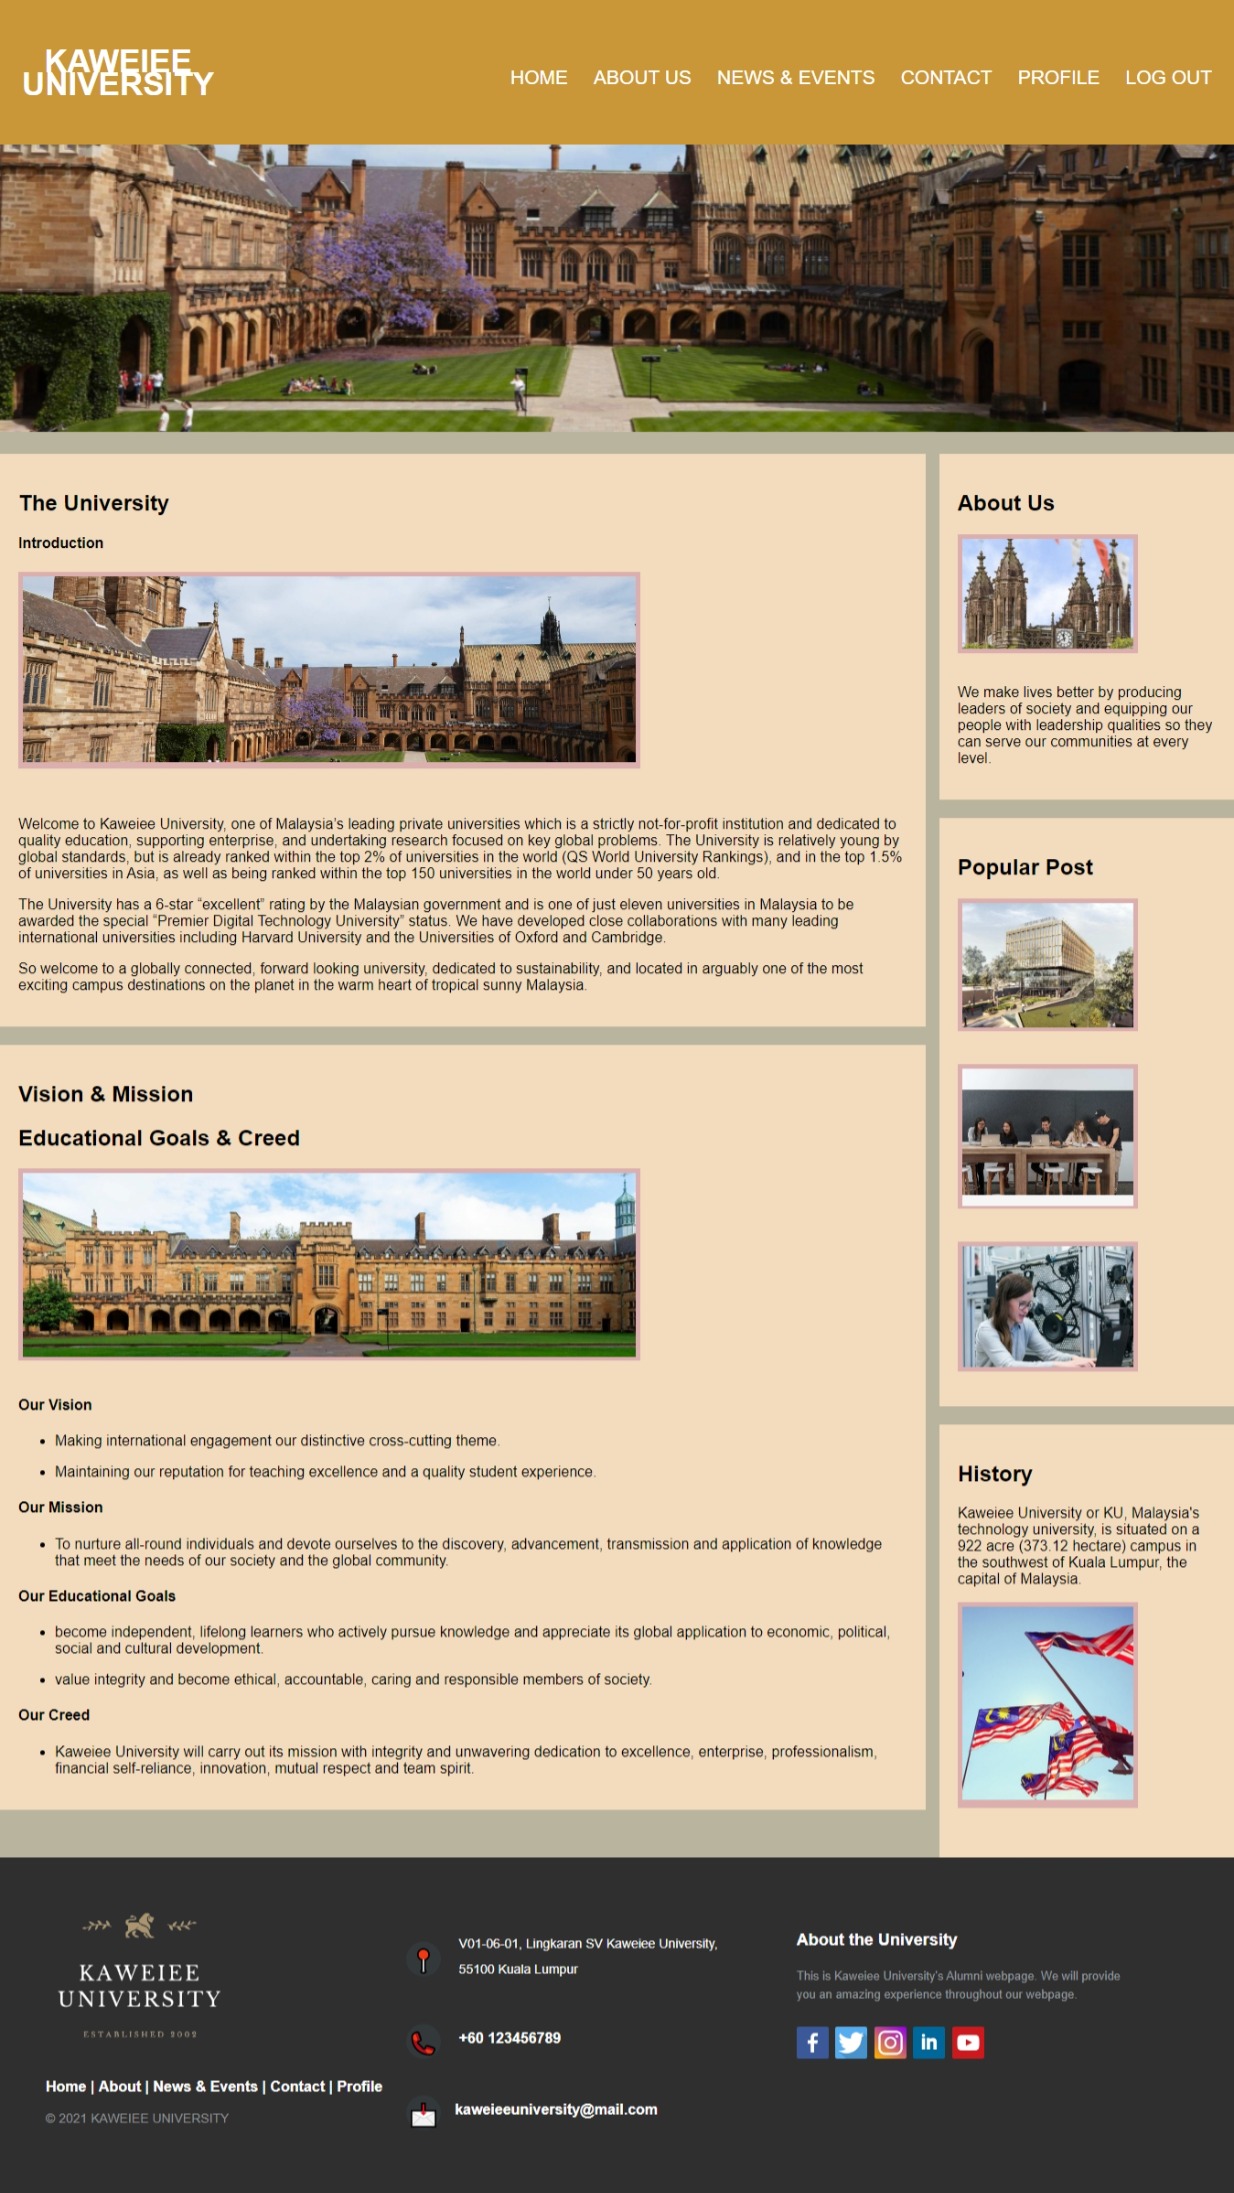 KAWEIEE
UNIVERSITY
HOME
ABOUT US
NEWS & EVENTS
CONTACT
PROFILE
LOG OUT
The University
Introduction
Welcome to Kaweiee University, one of Malaysia's leading private universities which is a strictly not-for-profit institution and dedicated to
quality education, supporting enterprise, and undertaking research focused on key global problems. The University is relatively young by
global standards, but is already ranked within the top 2% of universities in the world (QS World University Rankings), and in the top 1.5%
of universities in Asia, as well as being ranked within the top 150 universities in the world under 50 years old.
The University has a 6-star “excellent” rating by the Malaysian government and is one of just eleven universities in Malaysia to be
awarded the special “Premier Digital Technology University” status. We have developed close collaborations with many leading
international universities including Harvard University and the Universities of Oxford and Cambridge.
So welcome to a globally connected, forward looking university, dedicated to sustainability, and located in arguably one of the most
exciting campus destinations on the planet in the warm heart of tropical sunny Malaysia.
Vision & Mission
Educational Goals & Creed
Our Vision
• Making international engagement our distinctive cross-cutting theme.
• Maintaining our reputation for teaching excellence and a quality student experience.
Our Mission
• To nurture all-round individuals and devote ourselves to the discovery, advancement, transmission and application of knowledge
that meet the needs of our society and the global community.
Our Educational Goals
• become independent, lifelong learners who actively pursue knowledge and appreciate its global application to economic, political,
social and cultural development.
• value integrity and become ethical, accountable, caring and responsible members of society.
Our Creed
• Kaweiee University will carry out its mission with integrity and unwavering dedication to excellence, enterprise, professionalism,
financial self-reliance, innovation, mutual respect and team spirit.
About Us
We make lives better by producing
leaders of society and equipping our
people with leadership qualities so they
can serve our communities at every
level.
Popular Post
History
Kaweiee University or KU, Malaysia's
technology university, is situated on a
922 acre (373.12 hectare) campus in
the southwest of Kuala Lumpur, the
capital of Malaysia.
KAWEIEE
UNIVERSITY
ESTABLISHED 2002
Home | About | News & Events | Contact | Profile
© 2021 KAWEIEE UNIVERSITY
V01-06-01, Lingkaran SV Kaweiee University,
55100 Kuala Lumpur
+60 123456789
kaweieeuniversity@mail.com
About the University
This is Kaweiee University's Alumni webpage. We will provide
you an amazing experience throughout our webpage.